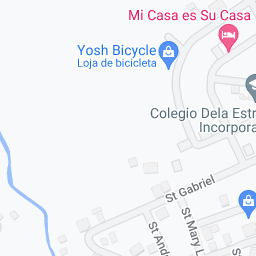 Mi Casa es Su Casa
Yosh Bicycle
Loja de bicicleta
Colegio Dela Estr
Incorpora
St Gabriel
St Mary L
St And